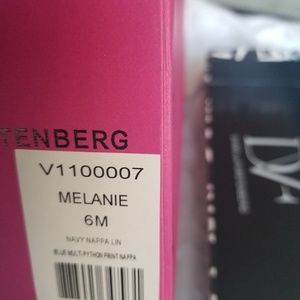 TENBERG
V1100007
MELANIE
6M
NAVY NAPPA LIN
BLUE MULTI-PYTHON PRINT NAPPA